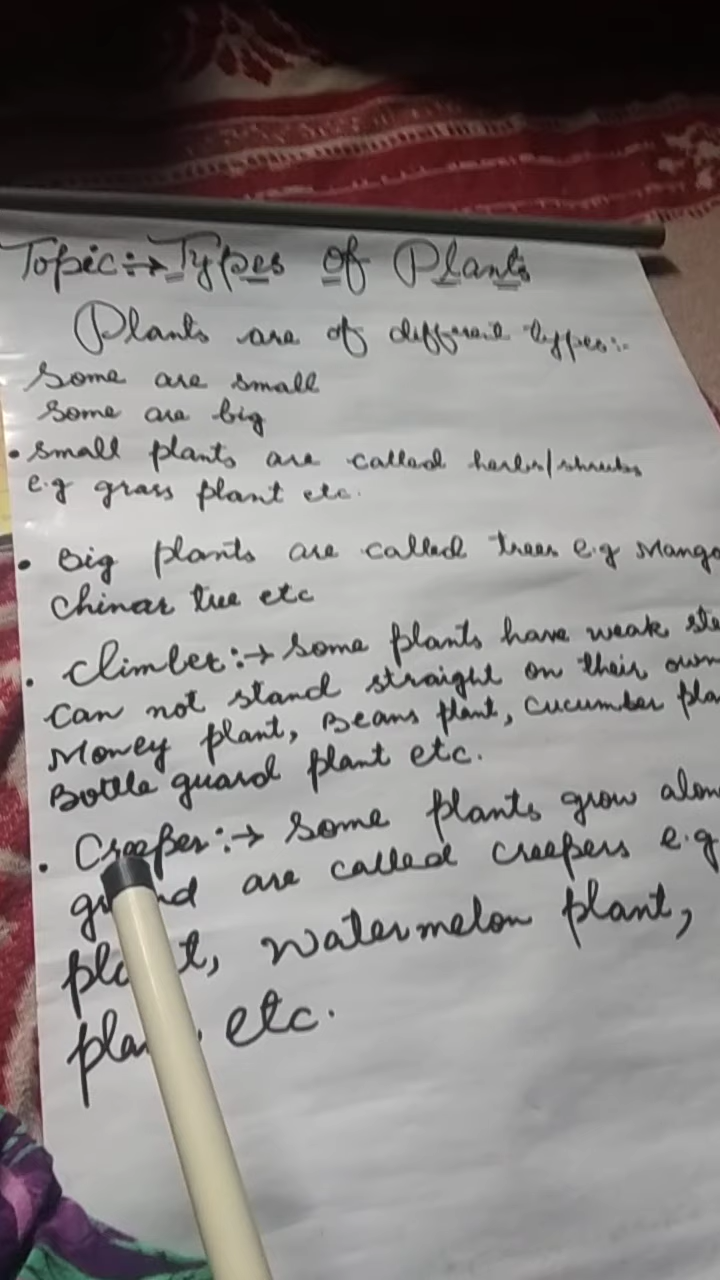 Topic:→ Types of Plants
Plants are of different types:-
Some are small
Some are big
• Small plants are called herbs/shrubs
e.g grass plant etc.
• Big plants are called trees e.g Mango
Chinar tree etc
• Climber:→ Some plants have weak ste
Can not stand straight on their own
Money plant, Beans plant, Cucumber pla
Bottle guard plant etc.
• Creeper:→ Some plants grow alon
are called creepers e.g
watermelon plant,
etc.